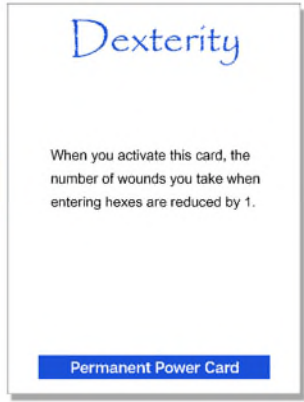 Dexterity
When you activate this card, the
number of wounds you take when
entering hexes are reduced by 1.
Permanent Power Card